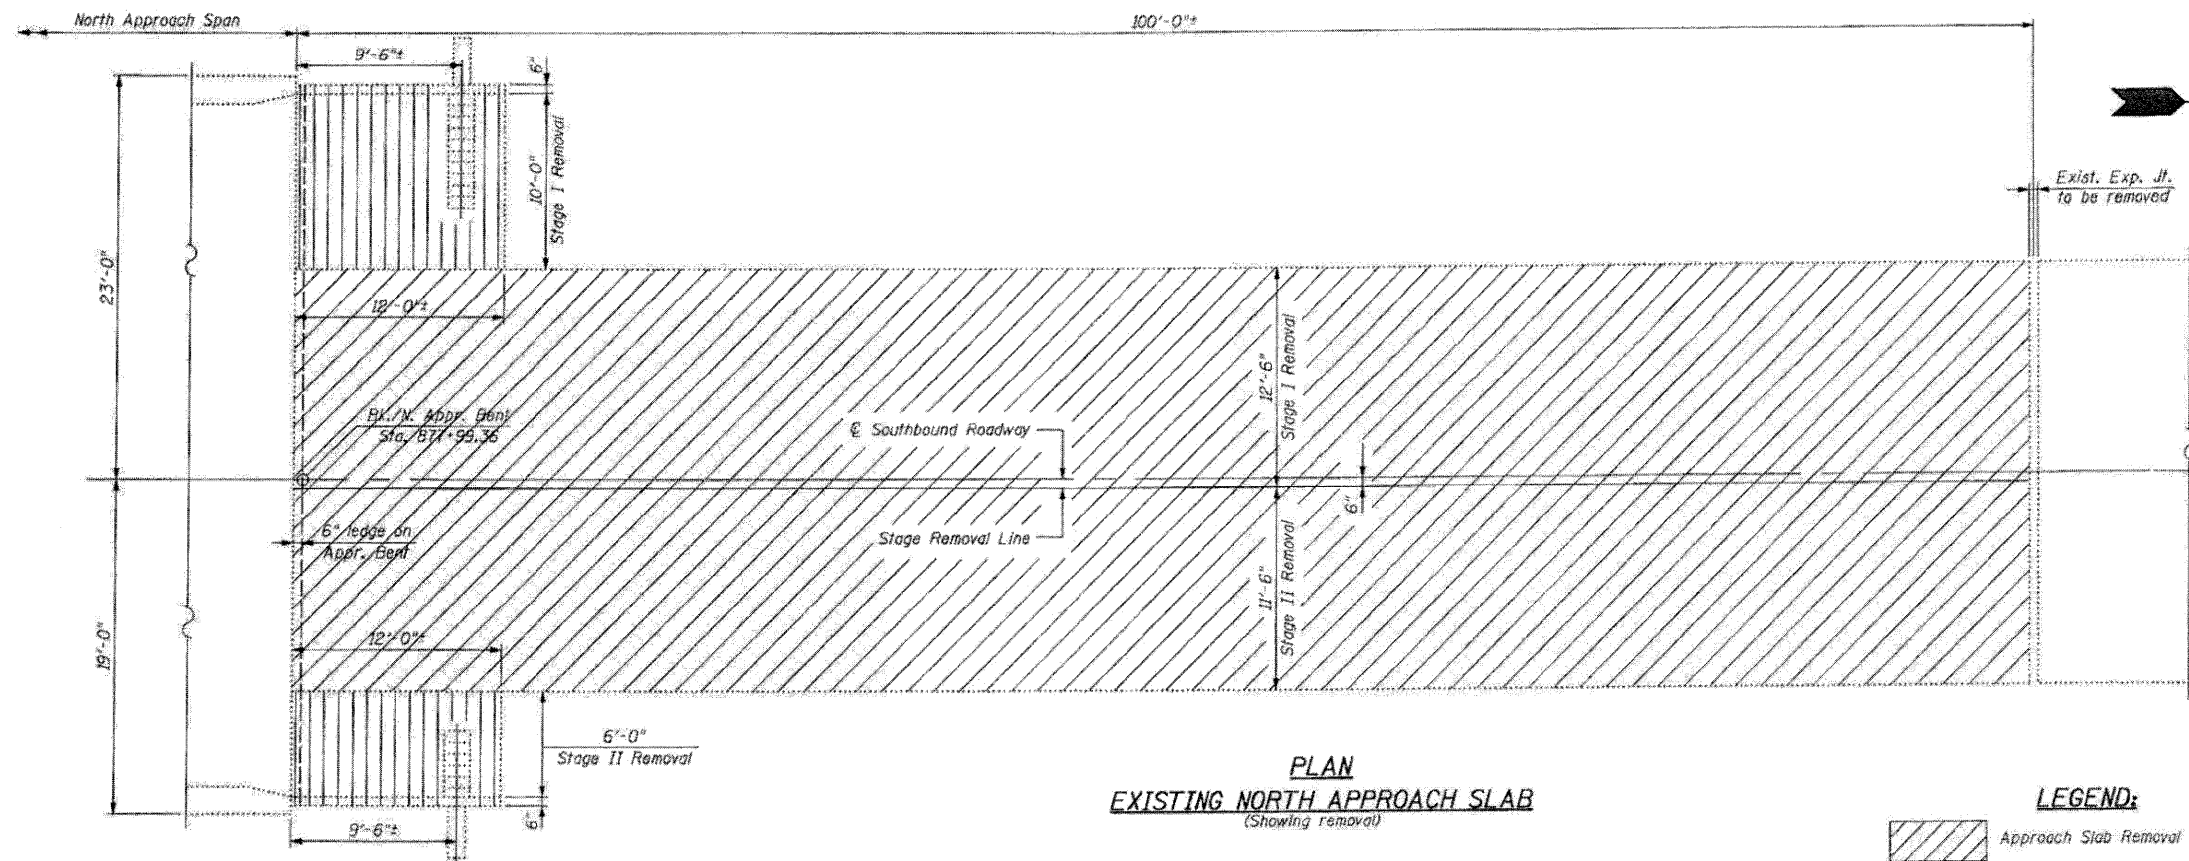 North Approach Span
100'-0"±
9'-6"±
6"
10'-0"
Stage I Removal
Exist. Exp. Jt.
to be removed
23'-0"
12'-0"±
12'-6"
Stage I Removal
Bk./N. Appr. Bent
Sta. 877+99.36
℄ Southbound Roadway
6"
6" ledge on
Appr. Bent
Stage Removal Line
11'-6"
Stage II Removal
19'-0"
12'-0"±
6'-0"
Stage II Removal
6"
9'-6"±
PLAN
EXISTING NORTH APPROACH SLAB
(Showing removal)
LEGEND:
Approach Slab Removal